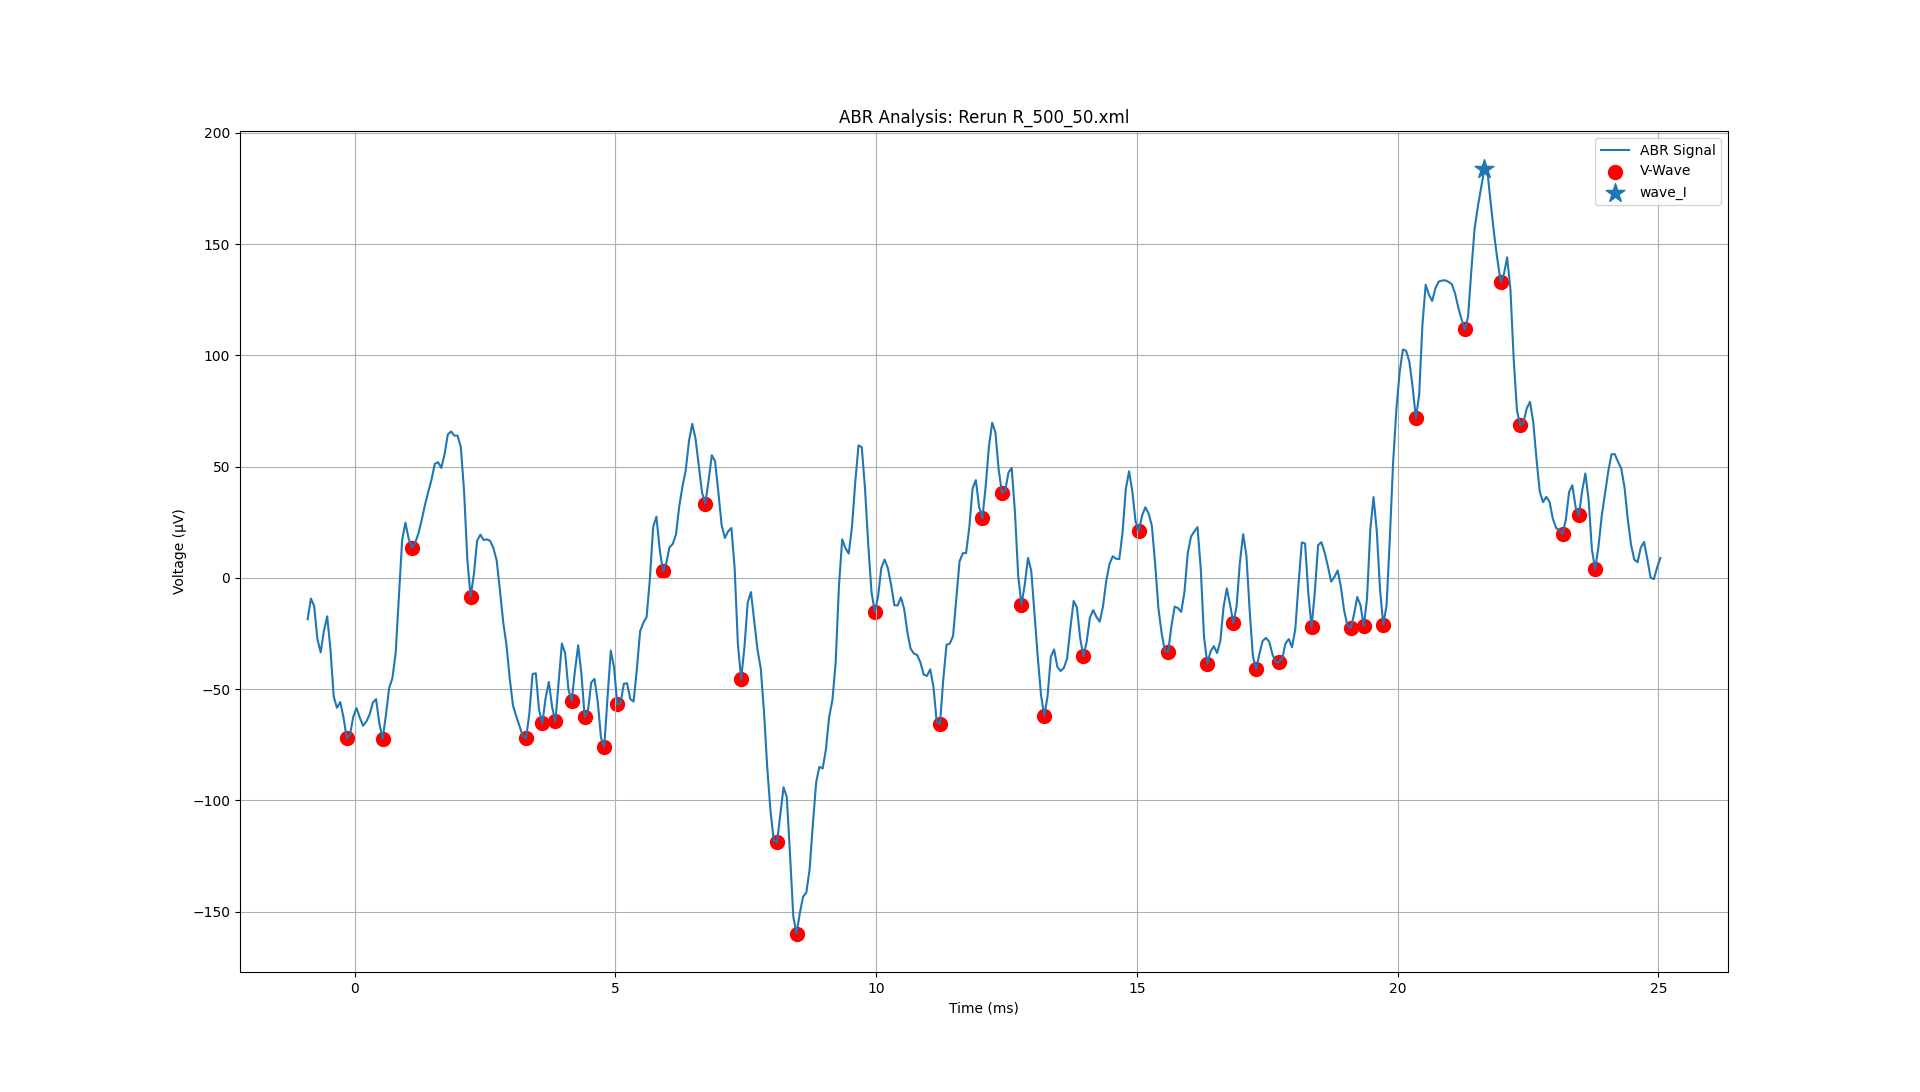 ABR Analysis: Rerun R_500_50.xml
200
150
100
50
0
−50
−100
−150
Voltage (µV)
ABR Signal
V-Wave
wave_I
0 5 10 15 20 25
Time (ms)